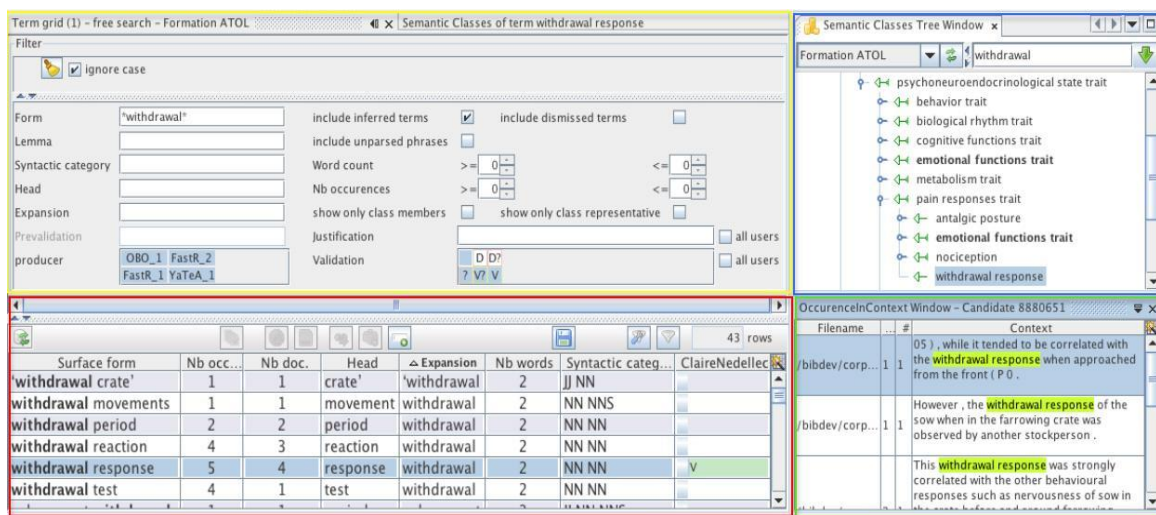 Term grid (1) – free search – Formation ATOL
Semantic Classes of term withdrawal response
Filter
ignore case
Form *withdrawal* include inferred terms include dismissed terms
Lemma include unparsed phrases
Syntactic category Word count >= 0 <= 0
Head Nb occurences >= 0 <= 0
Expansion show only class members show only class representative
Prevalidation Justification all users
producer OBO_1 FastR_2 Validation D D? all users
FastR_1 YaTeA_1 ? V? V
43 rows
Surface form Nb occ... Nb doc. Head Expansion Nb words Syntactic categ... ClaireNedellec
'withdrawal crate' 1 1 crate' 'withdrawal 2 JJ NN
withdrawal movements 1 1 movement withdrawal 2 NN NNS
withdrawal period 2 2 period withdrawal 2 NN NN
withdrawal reaction 4 3 reaction withdrawal 2 NN NN
withdrawal response 5 4 response withdrawal 2 NN NN V
withdrawal test 4 1 test withdrawal 2 NN NN
Semantic Classes Tree Window x
Formation ATOL withdrawal
psychoneuroendocrinological state trait
behavior trait
biological rhythm trait
cognitive functions trait
emotional functions trait
metabolism trait
pain responses trait
antalgic posture
emotional functions trait
nociception
withdrawal response
OccurenceInContext Window – Candidate 8880651
Filename ... # Context
05 ) , while it tended to be correlated with
/bibdev/corp... 1 1 the withdrawal response when approached
from the front ( P 0 .
However , the withdrawal response of the
/bibdev/corp... 1 1 sow when in the farrowing crate was
observed by another stockperson .
This withdrawal response was strongly
correlated with the other behavioural
responses such as nervousness of sow in